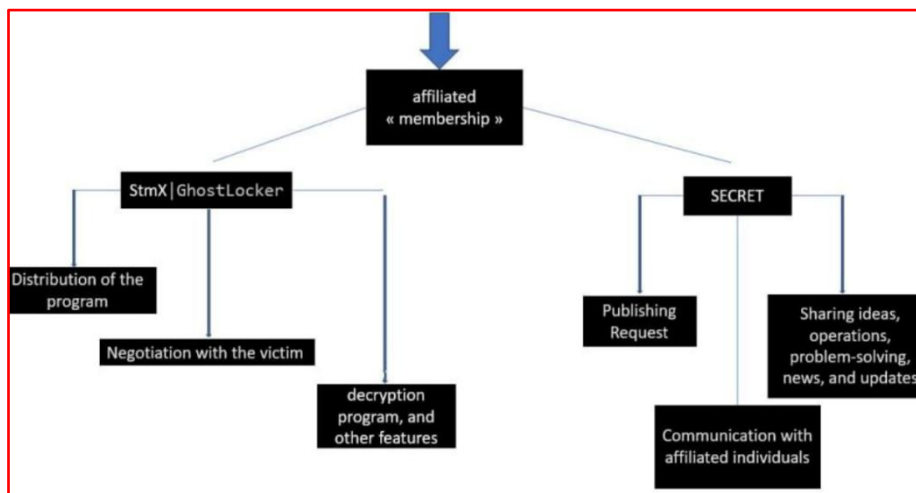 affiliated
« membership »
StmX|GhostLocker
SECRET
Distribution of the
program
Negotiation with the victim
decryption
program, and
other features
Publishing
Request
Communication with
affiliated individuals
Sharing ideas,
operations,
problem-solving,
news, and updates